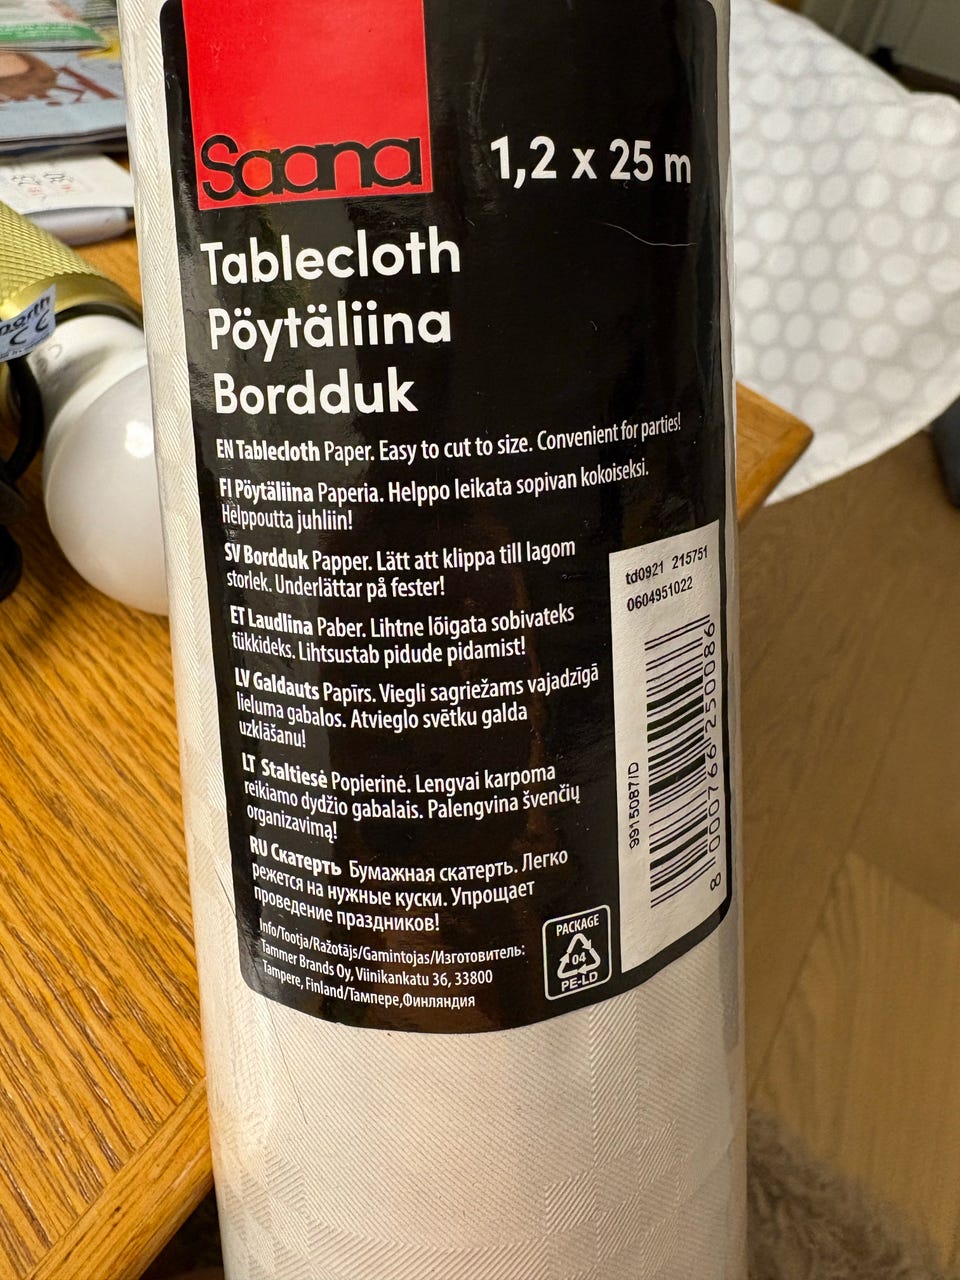 Saana
1,2 x 25 m
Tablecloth
Pöytäliina
Bordduk
EN Tablecloth Paper. Easy to cut to size. Convenient for parties!
FI Pöytäliina Paperia. Helppo leikata sopivan kokoiseksi.
Helppoutta juhliin!
SV Bordduk Papper. Lätt att klippa till lagom
storlek. Underlättar på fester!
ET Laudlina Paber. Lihtne lõigata sobivateks
tükkideks. Lihtsustab pidude pidamist!
LV Galdauts Papīrs. Viegli sagriežams vajadzīgā
lieluma gabalos. Atvieglo svētku galda
uzklāšanu!
LT Staltiesė Popierinė. Lengvai karpoma
reikiamo dydžio gabalais. Palengvina švenčių
organizavimą!
RU Скатерть Бумажная скатерть. Легко
режется на нужные куски. Упрощает
проведение праздников!
Info/Tootja/Ražotājs/Gamintojas/Изготовитель:
Tammer Brands Oy, Viinikankatu 36, 33800
Tampere, Finland/Тампере,Финляндия
PACKAGE
04
PE-LD
td0921 215751
0604951022
9915087/D
8 000766 250086
north